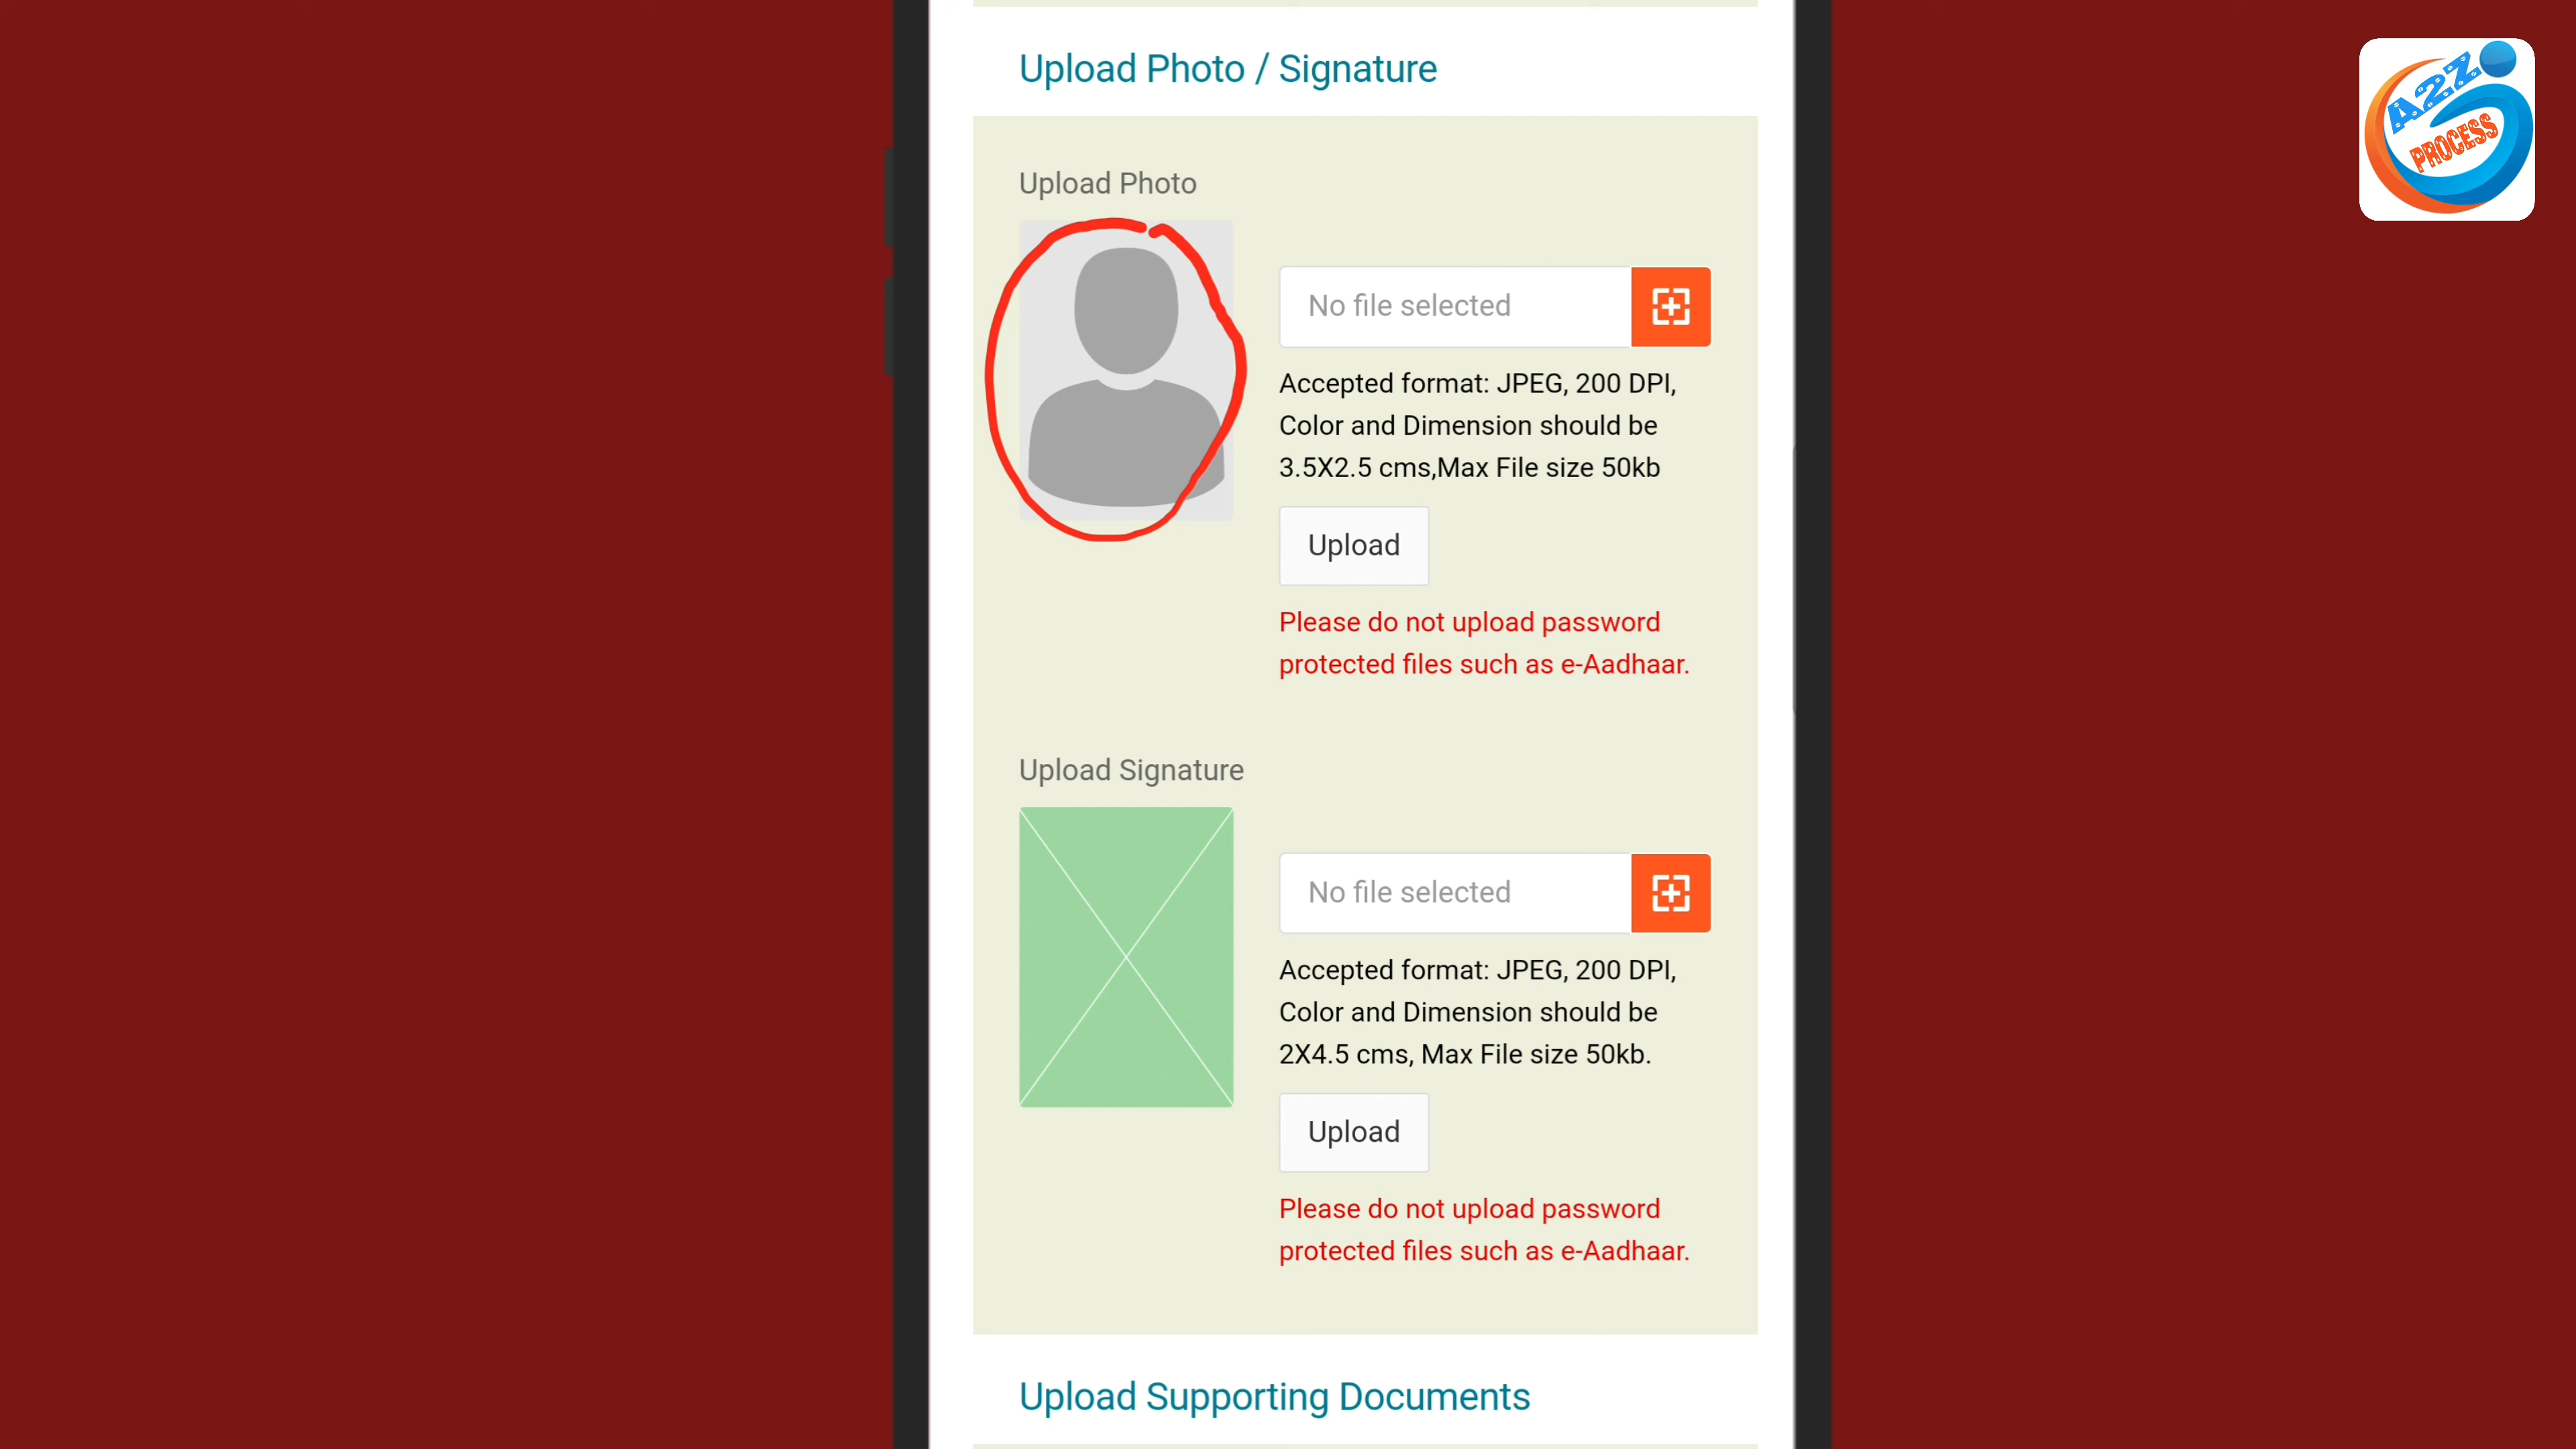 Upload Photo / Signature
A2Z
PROCESS
Upload Photo
No file selected
Accepted format: JPEG, 200 DPI,
Color and Dimension should be
3.5X2.5 cms,Max File size 50kb
Upload
Please do not upload password
protected files such as e-Aadhaar.
Upload Signature
No file selected
Accepted format: JPEG, 200 DPI,
Color and Dimension should be
2X4.5 cms, Max File size 50kb.
Upload
Please do not upload password
protected files such as e-Aadhaar.
Upload Supporting Documents